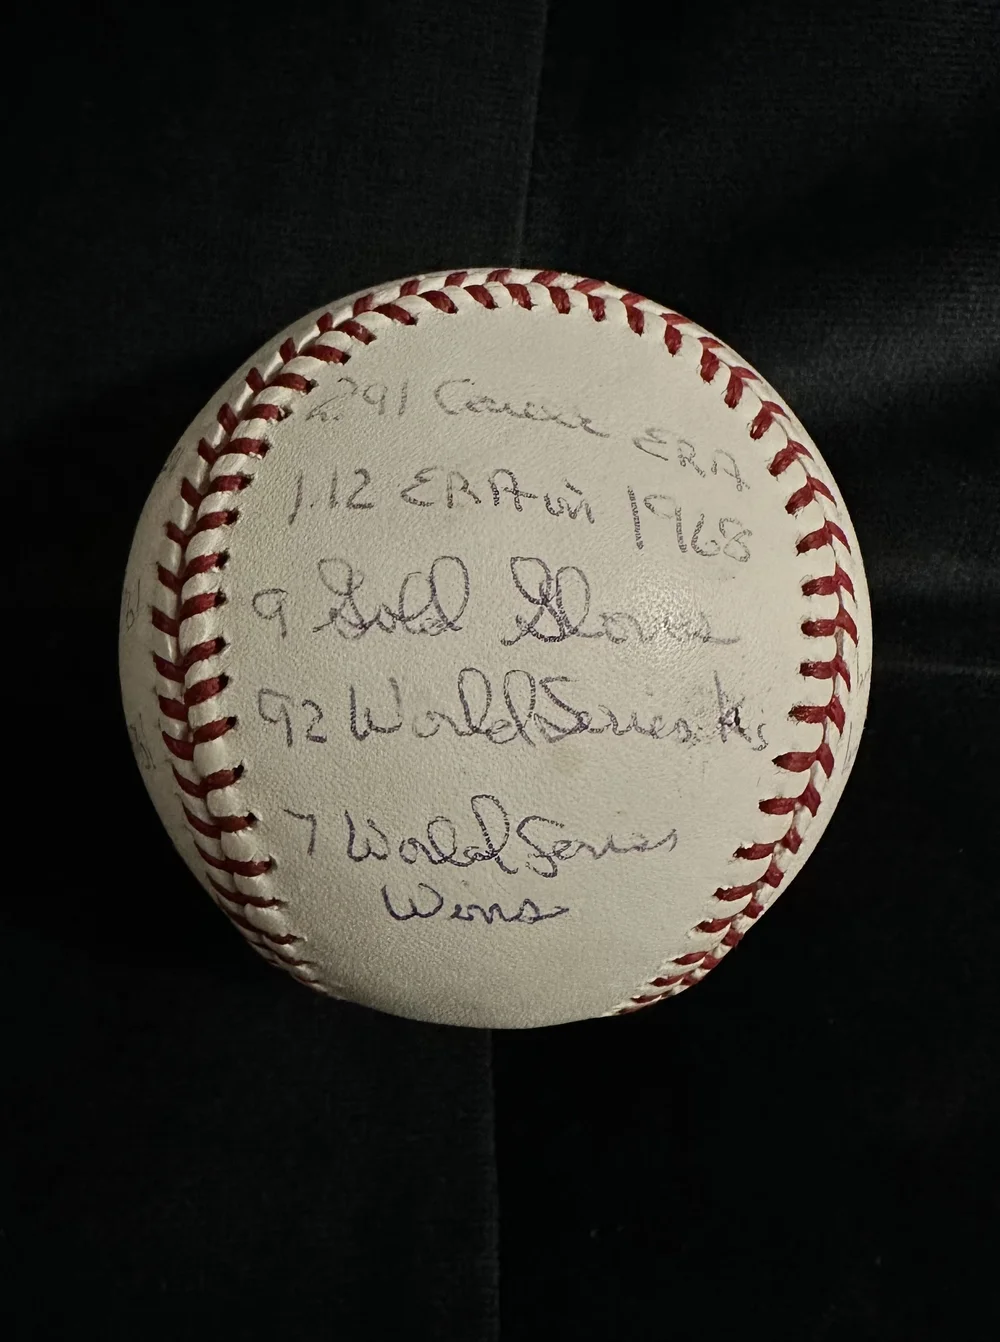 2.91 Career ERA
1.12 ERA in 1968
9 Gold Gloves
92 World Series K's
7 World Series
Wins